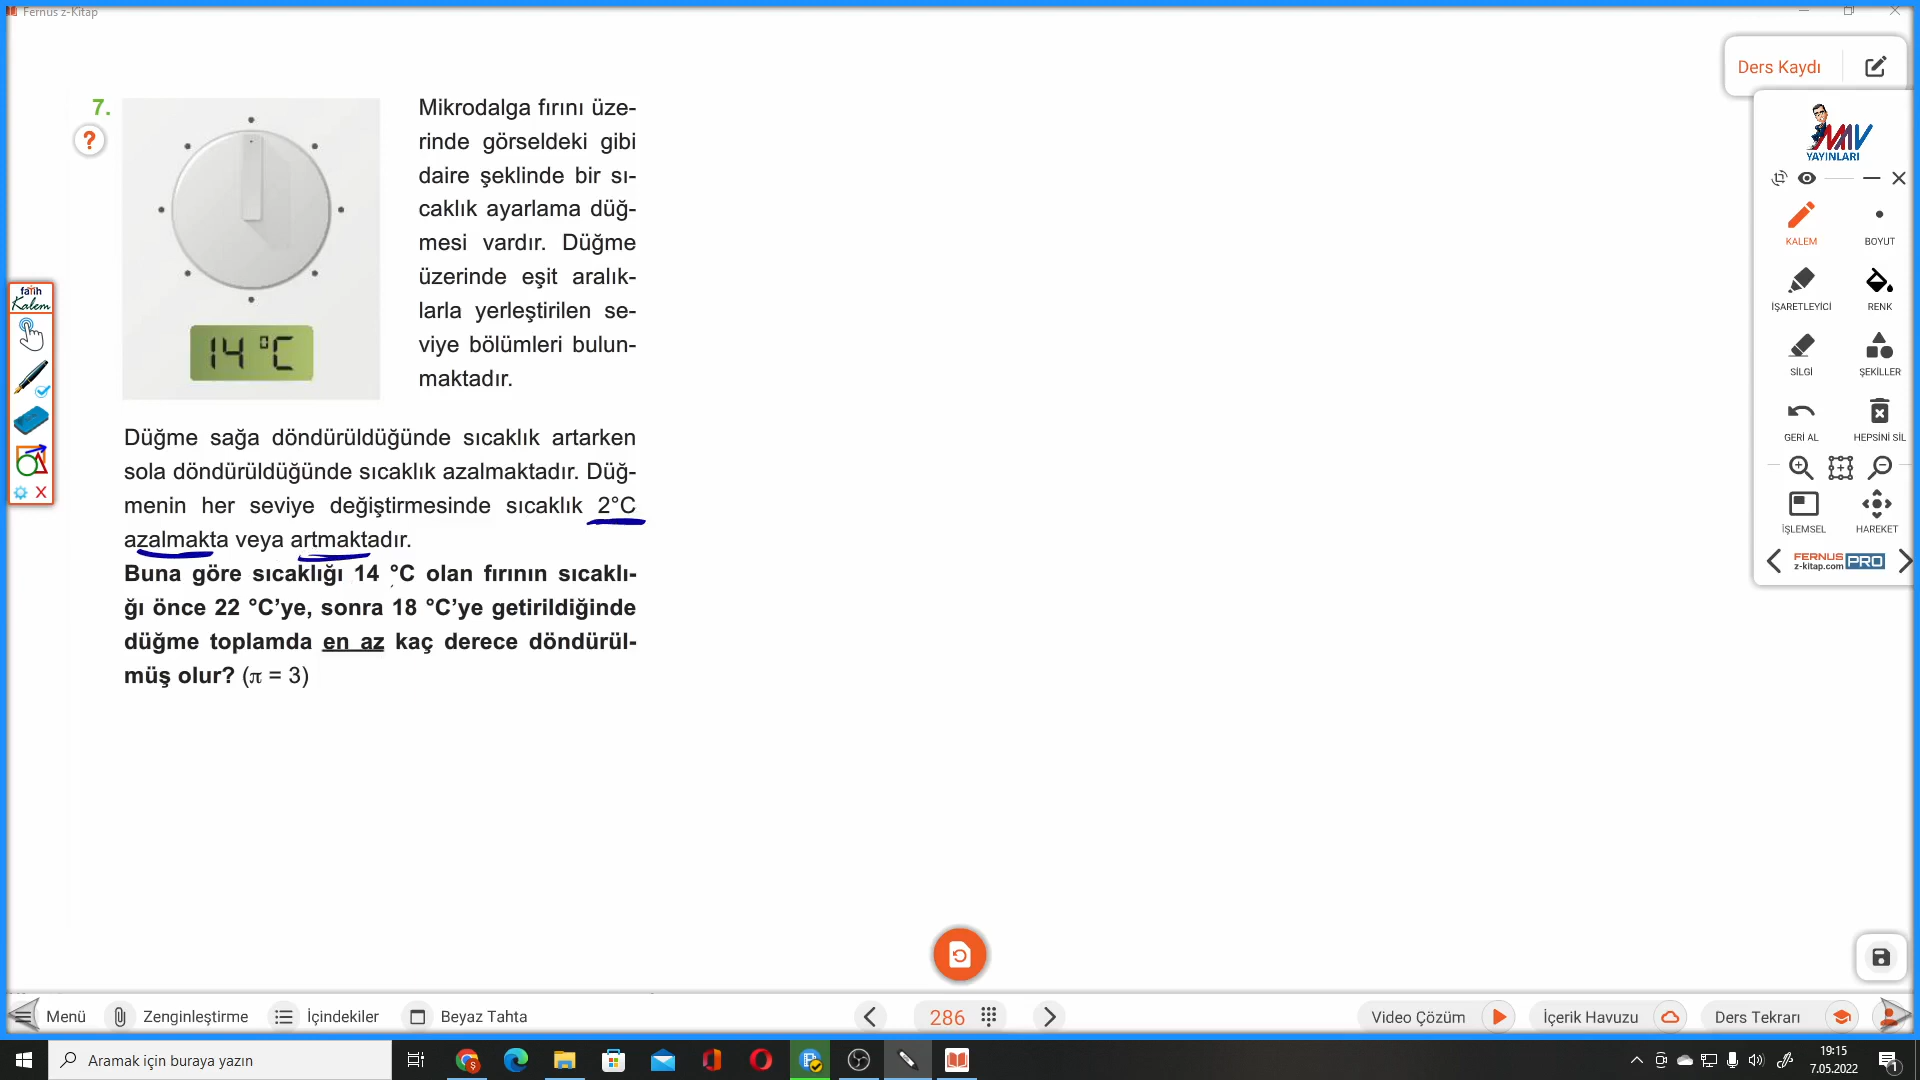 Fernus z-Kitap
Ders Kaydı
7.
?
Mikrodalga fırını üze-
rinde görseldeki gibi
daire şeklinde bir sı-
caklık ayarlama düğ-
mesi vardır. Düğme
üzerinde eşit aralık-
larla yerleştirilen se-
viye bölümleri bulun-
maktadır.
14 °C
Düğme sağa döndürüldüğünde sıcaklık artarken
sola döndürüldüğünde sıcaklık azalmaktadır. Düğ-
menin her seviye değiştirmesinde sıcaklık 2°C
azalmakta veya artmaktadır.
Buna göre sıcaklığı 14 °C olan fırının sıcaklı-
ğı önce 22 °C'ye, sonra 18 °C'ye getirildiğinde
düğme toplamda en az kaç derece döndürül-
müş olur? (π = 3)
fatih
Kalem
X
MAV
YAYINLARI
KALEM
BOYUT
İŞARETLEYİCİ
RENK
SİLGİ
ŞEKİLLER
GERİ AL
HEPSİNİ SİL
İŞLEMSEL
HAREKET
FERNUS
z-kitap.com PRO
Menü
Zenginleştirme
İçindekiler
Beyaz Tahta
286
Video Çözüm
İçerik Havuzu
Ders Tekrarı
Aramak için buraya yazın
19:15
7.05.2022
1